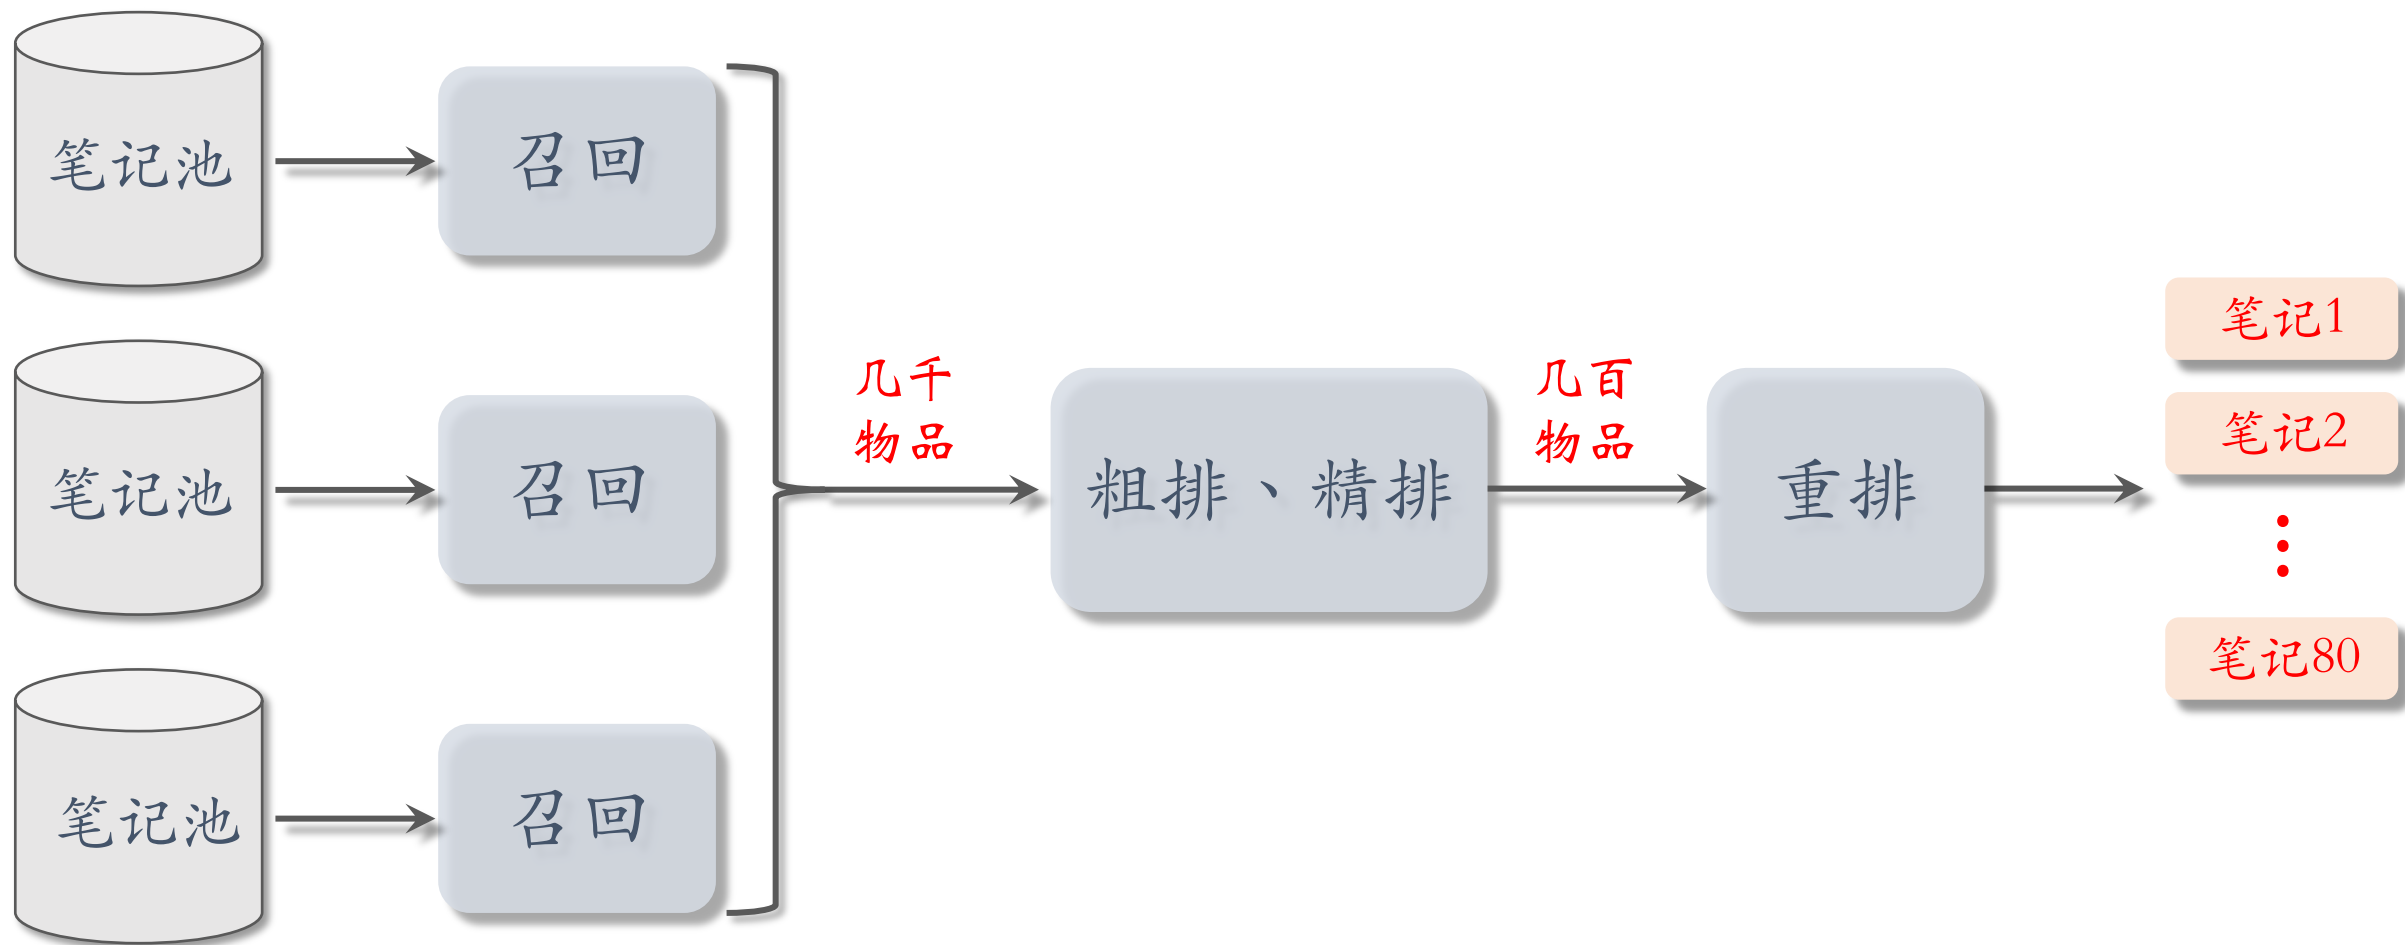 笔记池
召回
笔记池
召回
笔记池
召回
几千
物品
粗排、精排
几百
物品
重排
笔记1
笔记2
笔记80